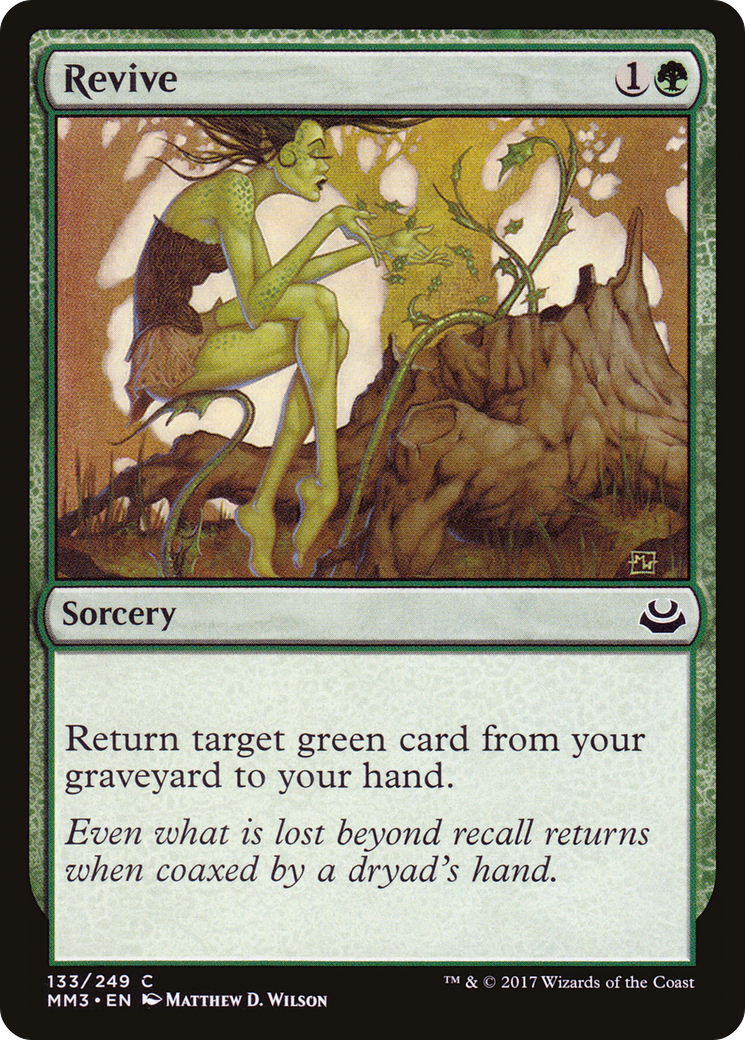 Revive 1
Sorcery
Return target green card from your
graveyard to your hand.
Even what is lost beyond recall returns
when coaxed by a dryad's hand.
MW
133/249 C
MM3 • EN Matthew D. Wilson
™ & © 2017 Wizards of the Coast